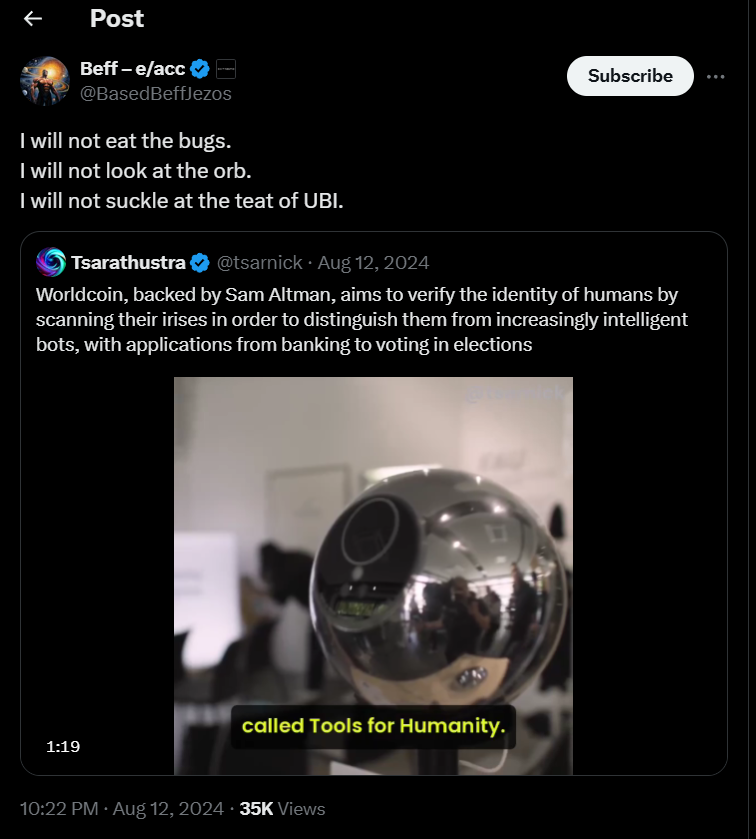 Post
Beff – e/acc
@BasedBeffJezos
Subscribe
I will not eat the bugs.
I will not look at the orb.
I will not suckle at the teat of UBI.
Tsarathustra @tsarnick · Aug 12, 2024
Worldcoin, backed by Sam Altman, aims to verify the identity of humans by
scanning their irises in order to distinguish them from increasingly intelligent
bots, with applications from banking to voting in elections
called Tools for Humanity.
1:19
10:22 PM · Aug 12, 2024 · 35K Views